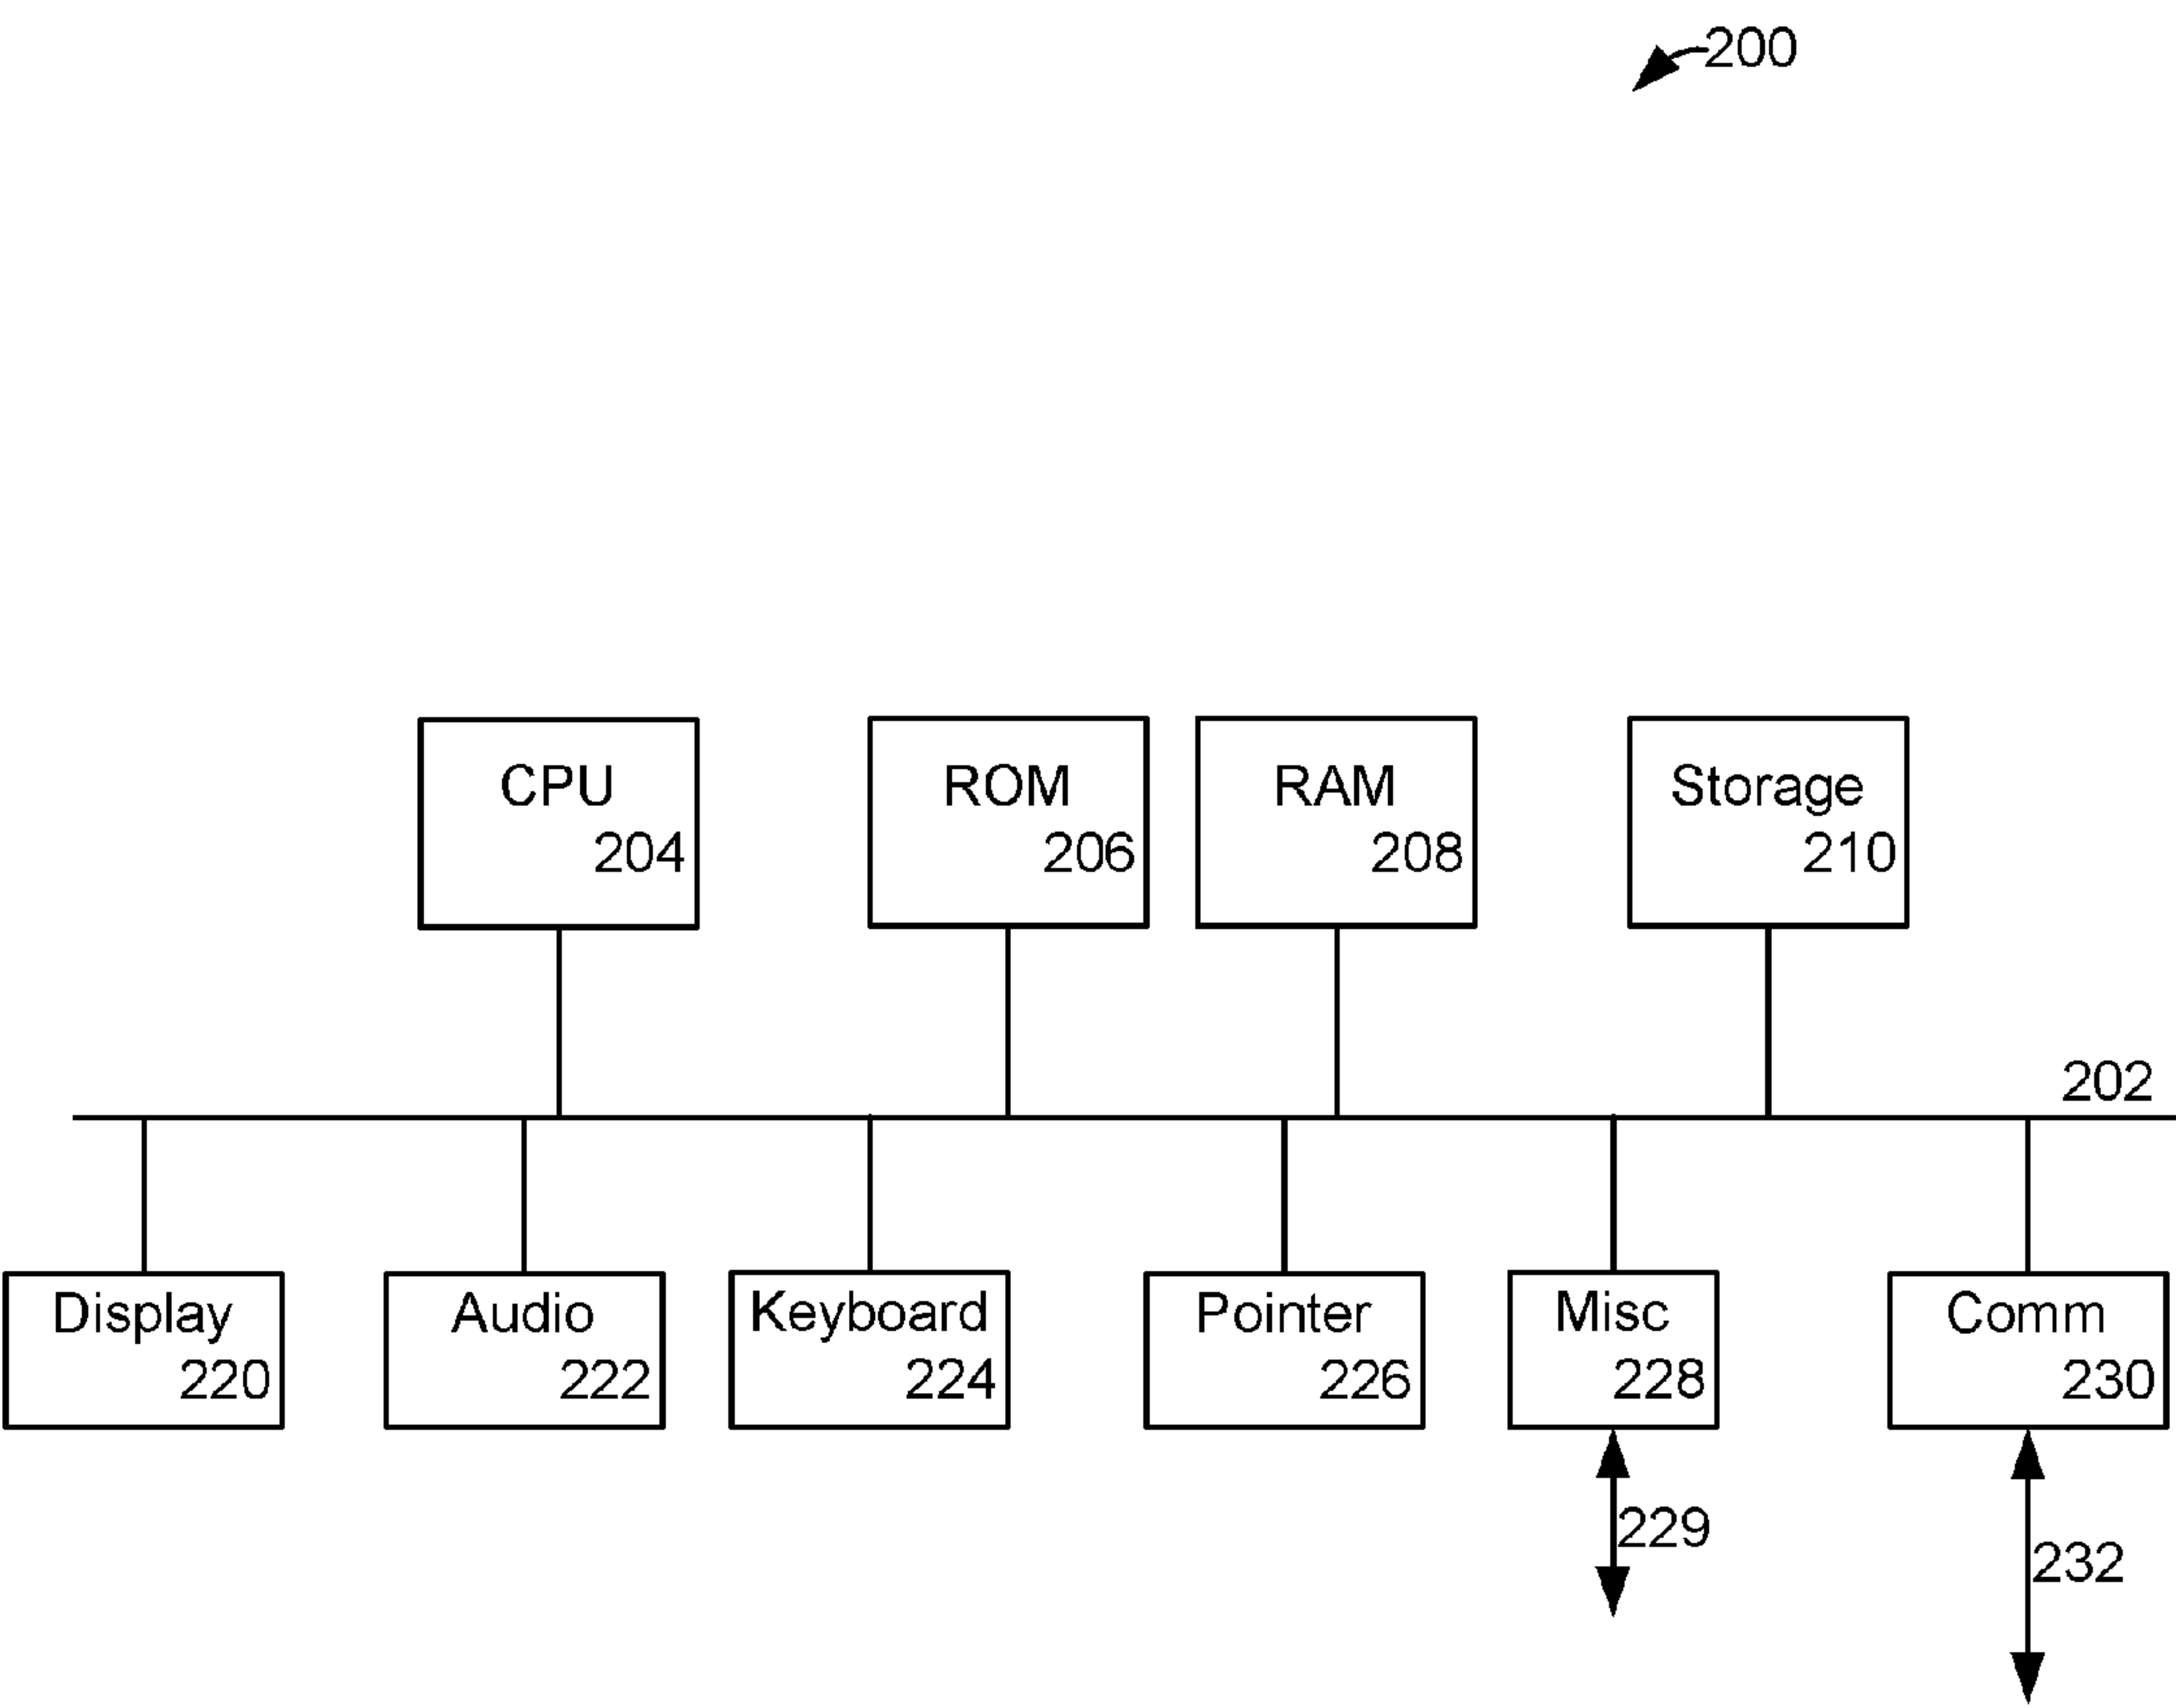 200
CPU
204
ROM
206
RAM
208
Storage
210
202
Display
220
Audio
222
Keyboard
224
Pointer
226
Misc
228
Comm
230
229
232